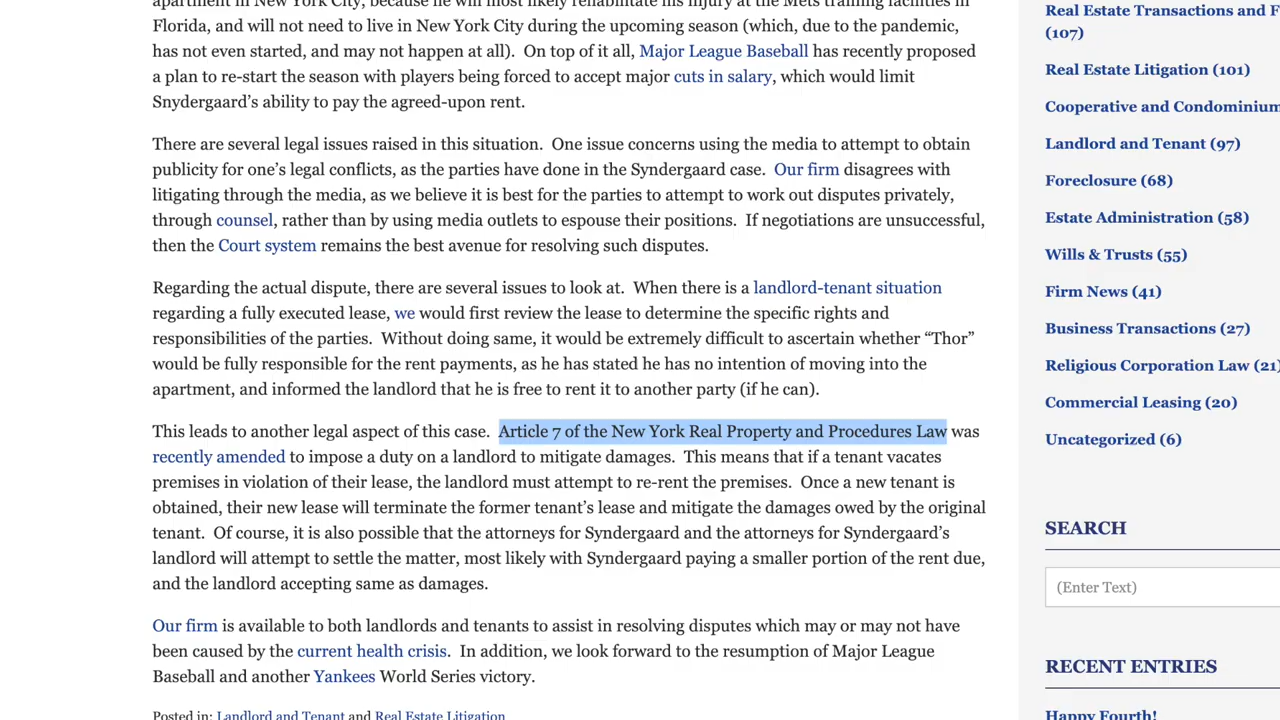 apartment in New York City, because he will most likely rehabilitate his injury at the Mets training facilities in
Florida, and will not need to live in New York City during the upcoming season (which, due to the pandemic,
has not even started, and may not happen at all).  On top of it all, Major League Baseball has recently proposed
a plan to re-start the season with players being forced to accept major cuts in salary, which would limit
Snydergaard’s ability to pay the agreed-upon rent.
There are several legal issues raised in this situation.  One issue concerns using the media to attempt to obtain
publicity for one’s legal conflicts, as the parties have done in the Syndergaard case.  Our firm disagrees with
litigating through the media, as we believe it is best for the parties to attempt to work out disputes privately,
through counsel, rather than by using media outlets to espouse their positions.  If negotiations are unsuccessful,
then the Court system remains the best avenue for resolving such disputes.
Regarding the actual dispute, there are several issues to look at.  When there is a landlord-tenant situation
regarding a fully executed lease, we would first review the lease to determine the specific rights and
responsibilities of the parties.  Without doing same, it would be extremely difficult to ascertain whether “Thor”
would be fully responsible for the rent payments, as he has stated he has no intention of moving into the
apartment, and informed the landlord that he is free to rent it to another party (if he can).
This leads to another legal aspect of this case.  Article 7 of the New York Real Property and Procedures Law was
recently amended to impose a duty on a landlord to mitigate damages.  This means that if a tenant vacates
premises in violation of their lease, the landlord must attempt to re-rent the premises.  Once a new tenant is
obtained, their new lease will terminate the former tenant’s lease and mitigate the damages owed by the original
tenant.  Of course, it is also possible that the attorneys for Syndergaard and the attorneys for Syndergaard’s
landlord will attempt to settle the matter, most likely with Syndergaard paying a smaller portion of the rent due,
and the landlord accepting same as damages.
Our firm is available to both landlords and tenants to assist in resolving disputes which may or may not have
been caused by the current health crisis.  In addition, we look forward to the resumption of Major League
Baseball and another Yankees World Series victory.
Posted in: Landlord and Tenant and Real Estate Litigation
Real Estate Transactions and F
(107)
Real Estate Litigation (101)
Cooperative and Condominium
Landlord and Tenant (97)
Foreclosure (68)
Estate Administration (58)
Wills & Trusts (55)
Firm News (41)
Business Transactions (27)
Religious Corporation Law (21)
Commercial Leasing (20)
Uncategorized (6)
SEARCH
(Enter Text)
RECENT ENTRIES
Happy Fourth!